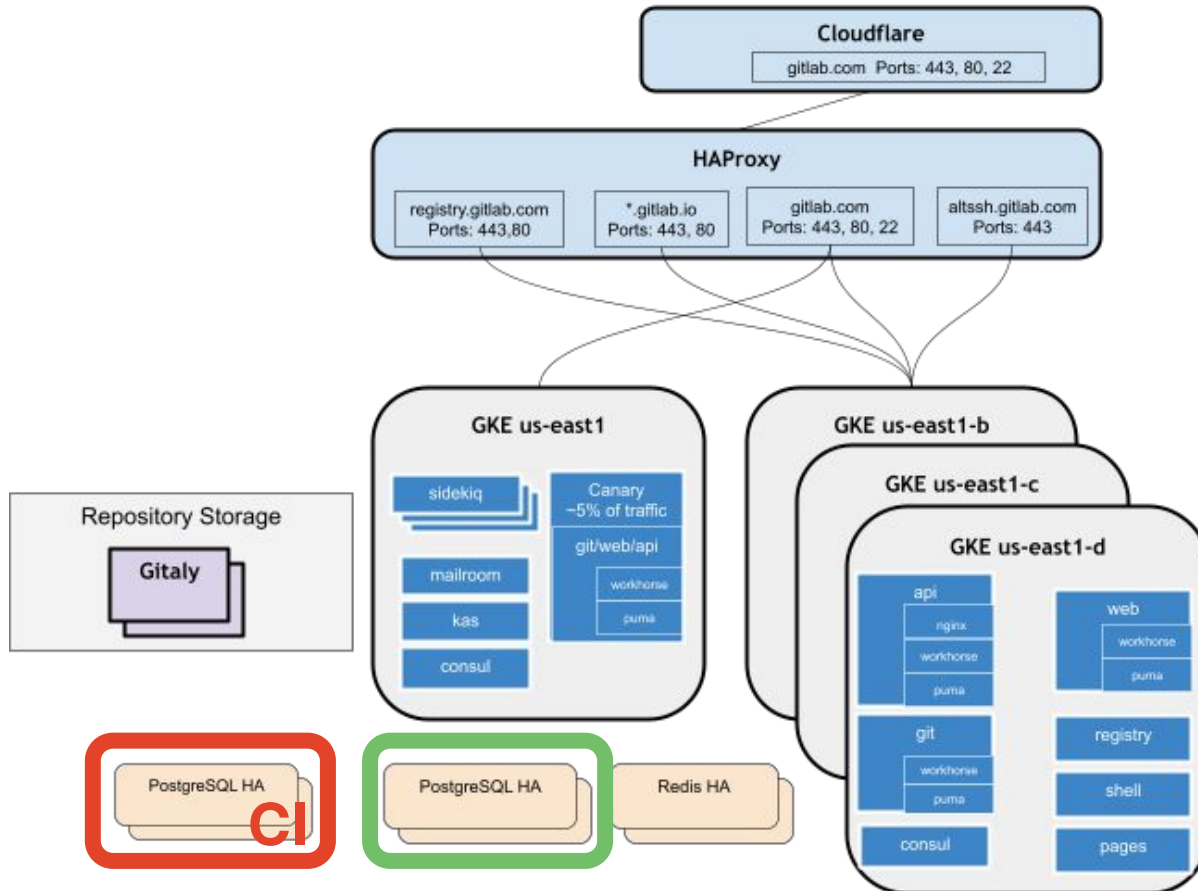 Cloudflare
gitlab.com Ports: 443, 80, 22
HAProxy
registry.gitlab.com
Ports: 443,80
*.gitlab.io
Ports: 443, 80
gitlab.com
Ports: 443, 80, 22
altssh.gitlab.com
Ports: 443
Repository Storage
Gitaly
GKE us-east1
sidekiq
mailroom
kas
consul
Canary
~5% of traffic
git/web/api
workhorse
puma
GKE us-east1-b
GKE us-east1-c
GKE us-east1-d
api
nginx
workhorse
puma
git
workhorse
puma
consul
web
workhorse
puma
registry
shell
pages
PostgreSQL HA
CI
PostgreSQL HA
Redis HA